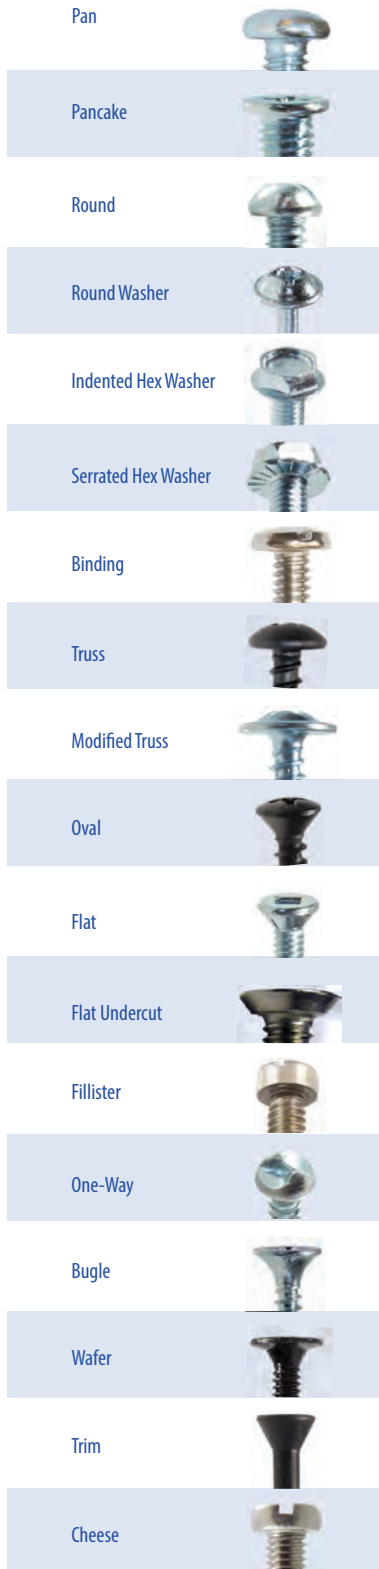 Pan
Pancake
Round
Round Washer
Indented Hex Washer
Serrated Hex Washer
Binding
Truss
Modified Truss
Oval
Flat
Flat Undercut
Fillister
One-Way
Bugle
Wafer
Trim
Cheese